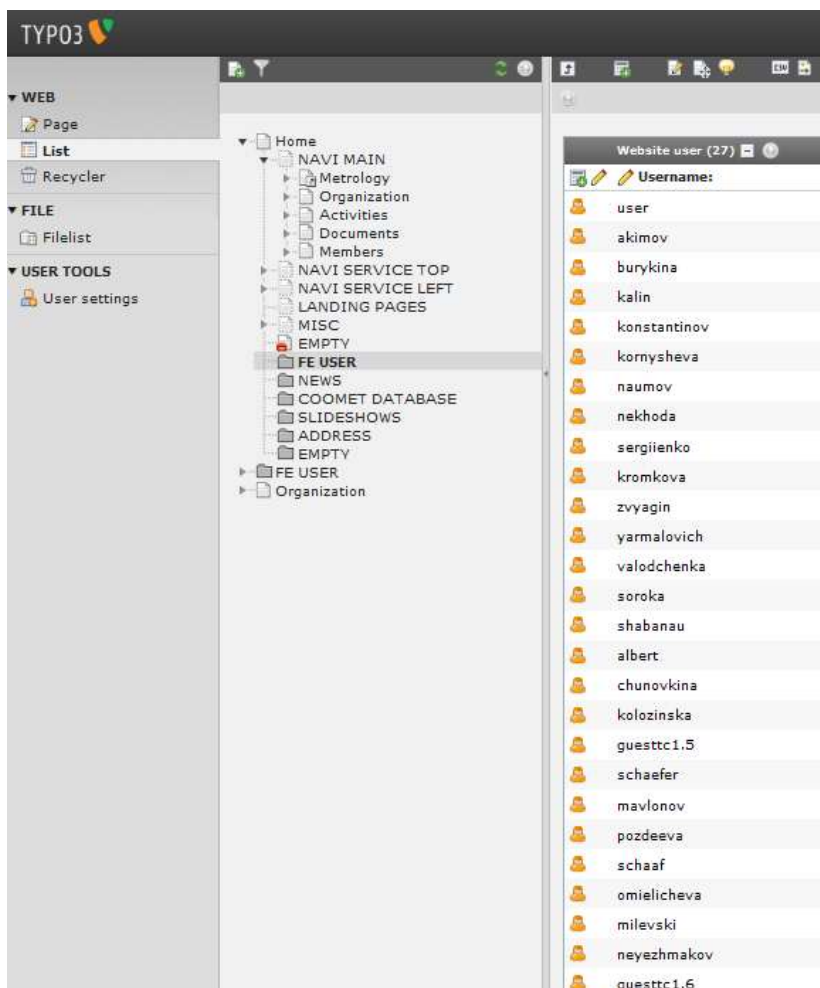 TYPO3
WEB
Page
List
Recycler
FILE
Filelist
USER TOOLS
User settings
Home
NAVI MAIN
Metrology
Organization
Activities
Documents
Members
NAVI SERVICE TOP
NAVI SERVICE LEFT
LANDING PAGES
MISC
EMPTY
FE USER
NEWS
COOMET DATABASE
SLIDESHOWS
ADDRESS
EMPTY
FE USER
Organization
CSV
Website user (27)
Username:
user
akimov
burykina
kalin
konstantinov
kornysheva
naumov
nekhoda
sergiienko
kromkova
zvyagin
yarmalovich
valodchenka
soroka
shabanau
albert
chunovkina
kolozinska
guesttc1.5
schaefer
mavlonov
pozdeeva
schaaf
omielicheva
milevski
neyezhmakov
guesttc1.6